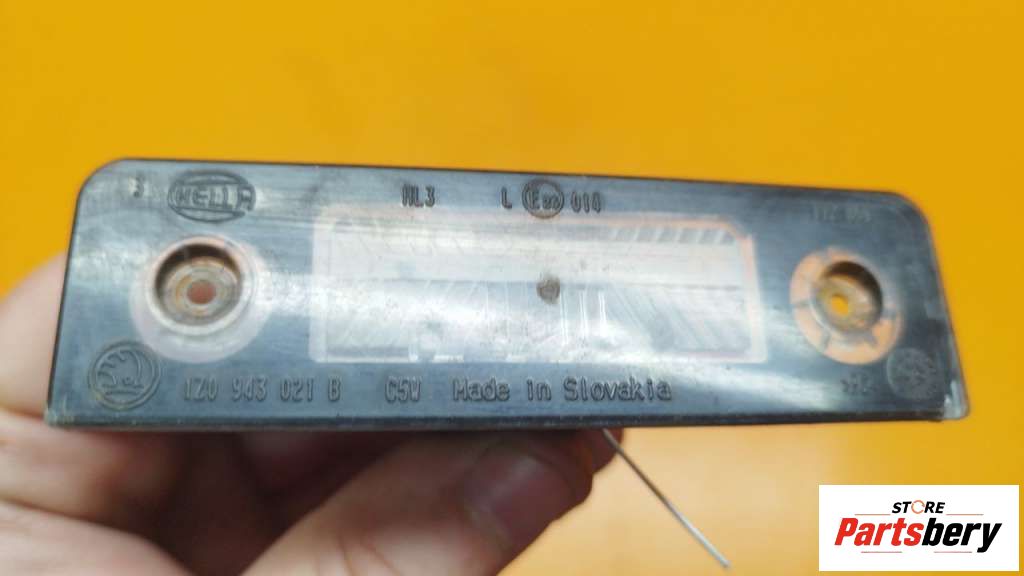 HELLA
HL3 L E 010
1Z0 943 021 B C5W Made in Slovakia
STORE
Partsbery